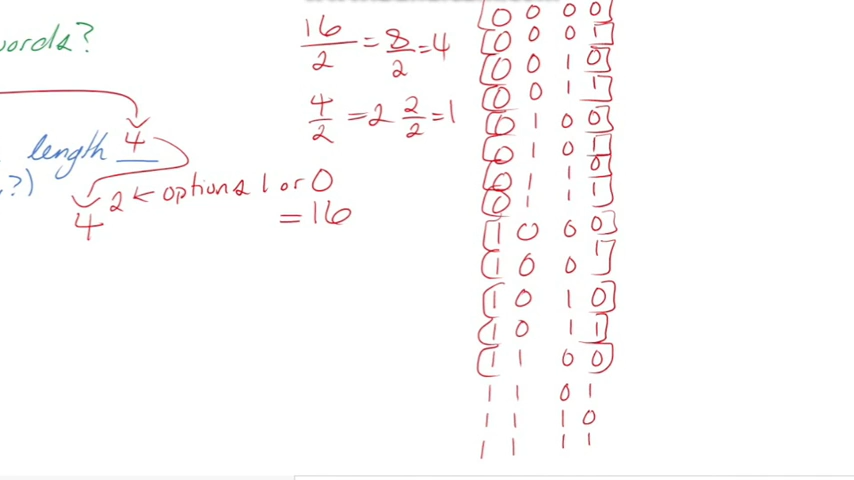 words?
length 4
,?)
4 2 ← options 1 or 0
= 16
16/2 = 8/2 = 4
4/2 = 2 2/2 = 1
0 0 0 0
0 0 0 1
0 0 1 0
0 0 1 1
0 1 0 0
0 1 0 1
0 1 1 0
0 1 1 1
1 0 0 0
1 0 0 1
1 0 1 0
1 0 1 1
1 1 0 0
1 1 0 1
1 1 1 0
1 1 1 1